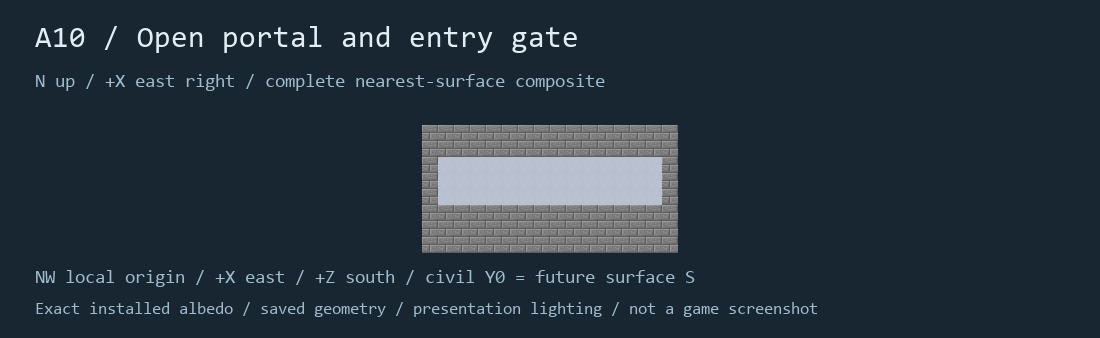 A10 / Open portal and entry gate
N up / +X east right / complete nearest-surface composite
NW local origin / +X east / +Z south / civil Y0 = future surface S
Exact installed albedo / saved geometry / presentation lighting / not a game screenshot